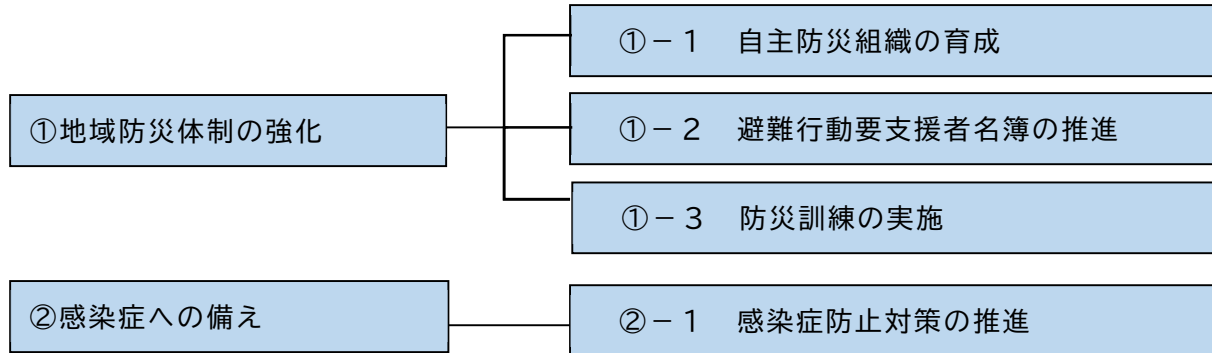 ①地域防災体制の強化
①－１　自主防災組織の育成
①－２　避難行動要支援者名簿の推進
①－３　防災訓練の実施
②感染症への備え
②－１　感染症防止対策の推進